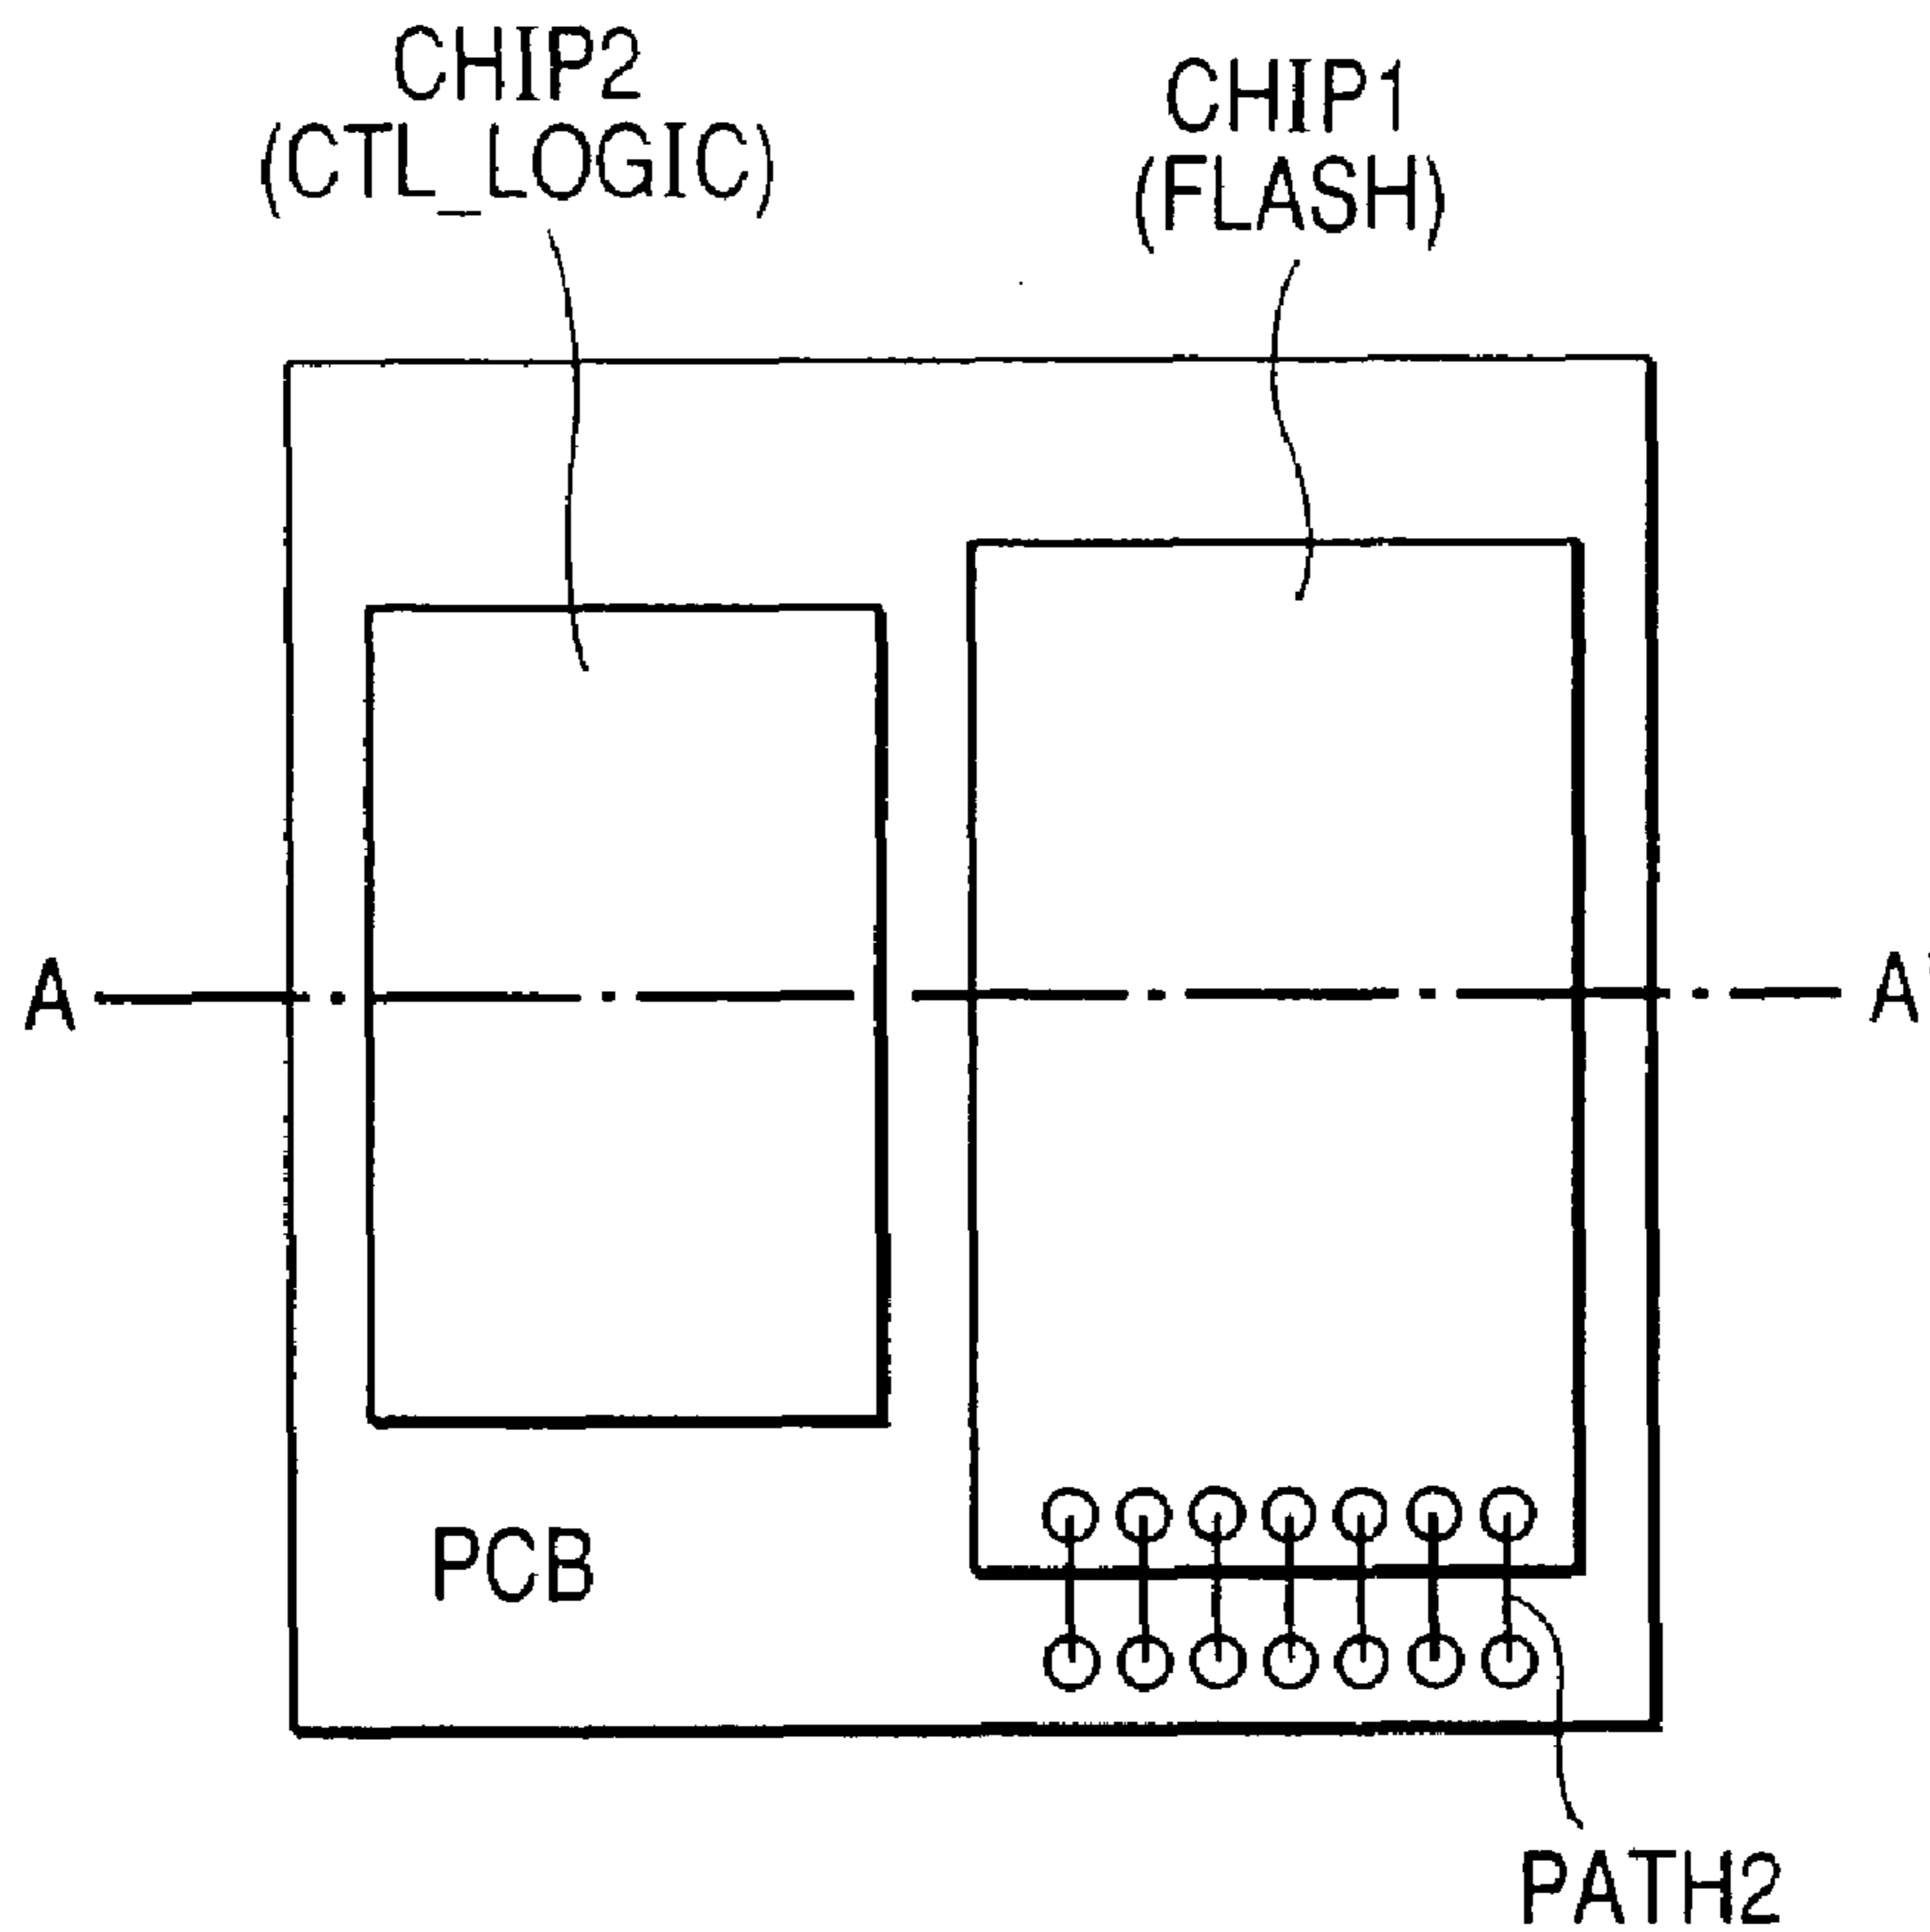 CHIP2
(CTL_LOGIC)
CHIP1
(FLASH)
A
A'
PCB
PATH2